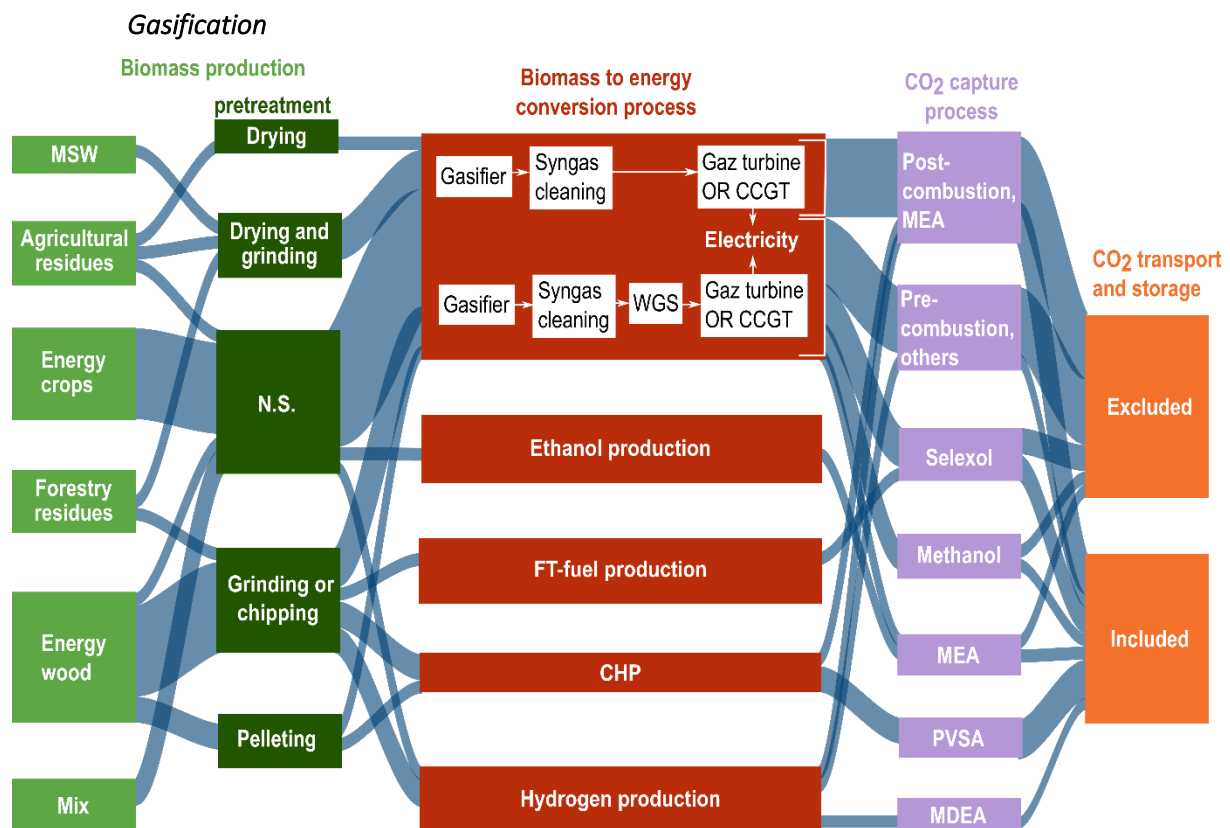 Gasification
Biomass production
pretreatment
Biomass to energy
conversion process
CO2 capture
process
CO2 transport
and storage
MSW
Agricultural
residues
Energy
crops
Forestry
residues
Energy
wood
Mix
Drying
Drying and
grinding
N.S.
Grinding or
chipping
Pelleting
Gasifier
Syngas
cleaning
Gaz turbine
OR CCGT
Electricity
Gasifier
Syngas
cleaning
WGS
Gaz turbine
OR CCGT
Ethanol production
FT-fuel production
CHP
Hydrogen production
Post-
combustion,
MEA
Pre-
combustion,
others
Selexol
Methanol
MEA
PVSA
MDEA
Excluded
Included